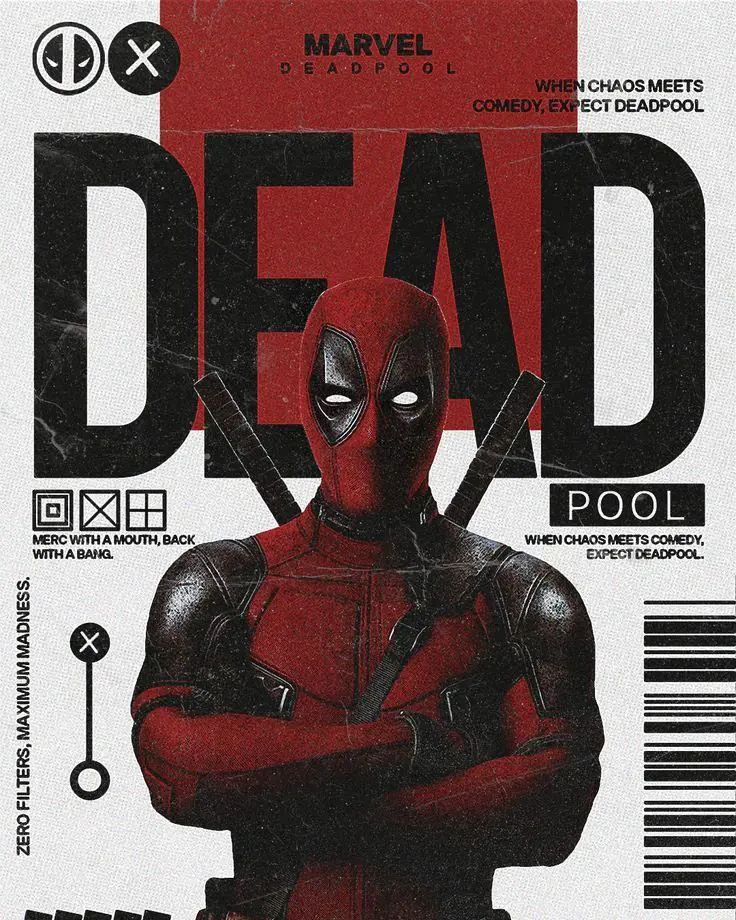 MARVEL
DEADPOOL
WHEN CHAOS MEETS
COMEDY, EXPECT DEADPOOL
DEAD
POOL
MERC WITH A MOUTH, BACK
WITH A BANG.
WHEN CHAOS MEETS COMEDY,
EXPECT DEADPOOL.
ZERO FILTERS, MAXIMUM MADNESS.